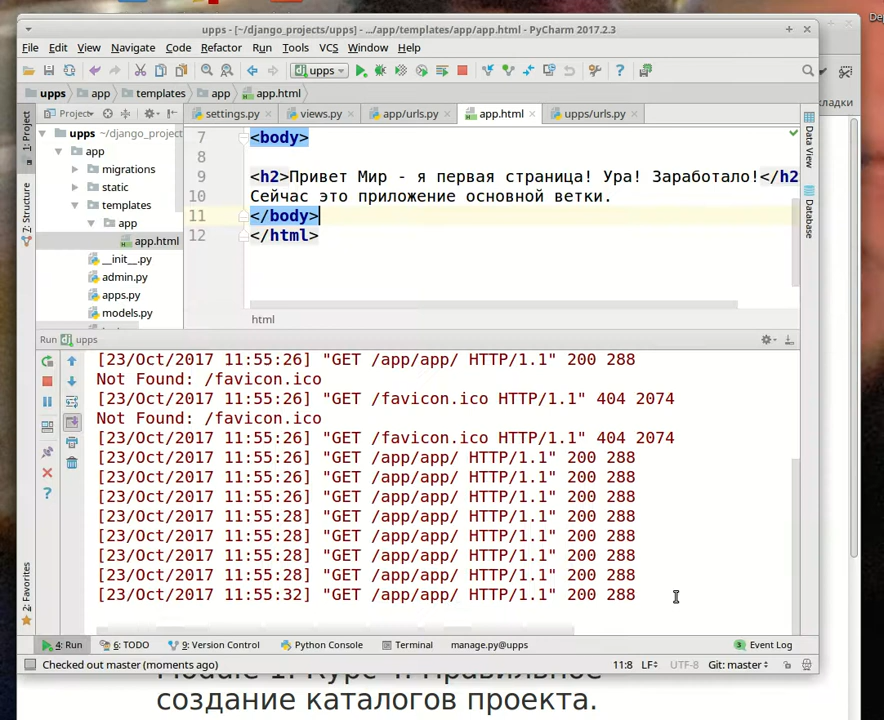 De
upps - [~/django_projects/upps] - .../app/templates/app/app.html - PyCharm 2017.2.3
File Edit View Navigate Code Refactor Run Tools VCS Window Help
upps
upps app templates app app.html
кладки
1: Project
Project
settings.py views.py app/urls.py app.html upps/urls.py
upps ~/django_project
app
migrations
static
templates
app
app.html
__init__.py
admin.py
apps.py
models.py
7 <body>
8
9 <h2>Привет Мир - я первая страница! Ура! Заработало!</h2
10 Сейчас это приложение основной ветки.
11 </body>
12 </html>
html
Data View
Database
7: Structure
2: Favorites
Run upps
[23/Oct/2017 11:55:26] "GET /app/app/ HTTP/1.1" 200 288
Not Found: /favicon.ico
[23/Oct/2017 11:55:26] "GET /favicon.ico HTTP/1.1" 404 2074
Not Found: /favicon.ico
[23/Oct/2017 11:55:26] "GET /favicon.ico HTTP/1.1" 404 2074
[23/Oct/2017 11:55:26] "GET /app/app/ HTTP/1.1" 200 288
[23/Oct/2017 11:55:26] "GET /app/app/ HTTP/1.1" 200 288
[23/Oct/2017 11:55:26] "GET /app/app/ HTTP/1.1" 200 288
[23/Oct/2017 11:55:28] "GET /app/app/ HTTP/1.1" 200 288
[23/Oct/2017 11:55:28] "GET /app/app/ HTTP/1.1" 200 288
[23/Oct/2017 11:55:28] "GET /app/app/ HTTP/1.1" 200 288
[23/Oct/2017 11:55:28] "GET /app/app/ HTTP/1.1" 200 288
[23/Oct/2017 11:55:32] "GET /app/app/ HTTP/1.1" 200 288
4: Run 6: TODO 9: Version Control Python Console Terminal manage.py@upps 3 Event Log
Checked out master (moments ago) 11:8 LF÷ UTF-8 Git: master÷
создание каталогов проекта.